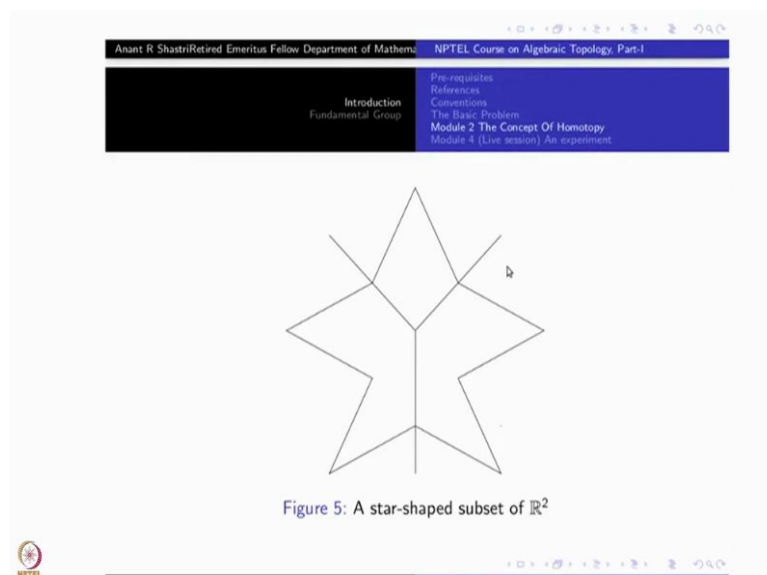 Anant R ShastriRetired Emeritus Fellow Department of Mathema
NPTEL Course on Algebraic Topology, Part-I
Introduction
Fundamental Group
Pre-requisites
References
Conventions
The Basic Problem
Module 2 The Concept Of Homotopy
Module 4 (Live session) An experiment
Figure 5: A star-shaped subset of ℝ²
NPTEL